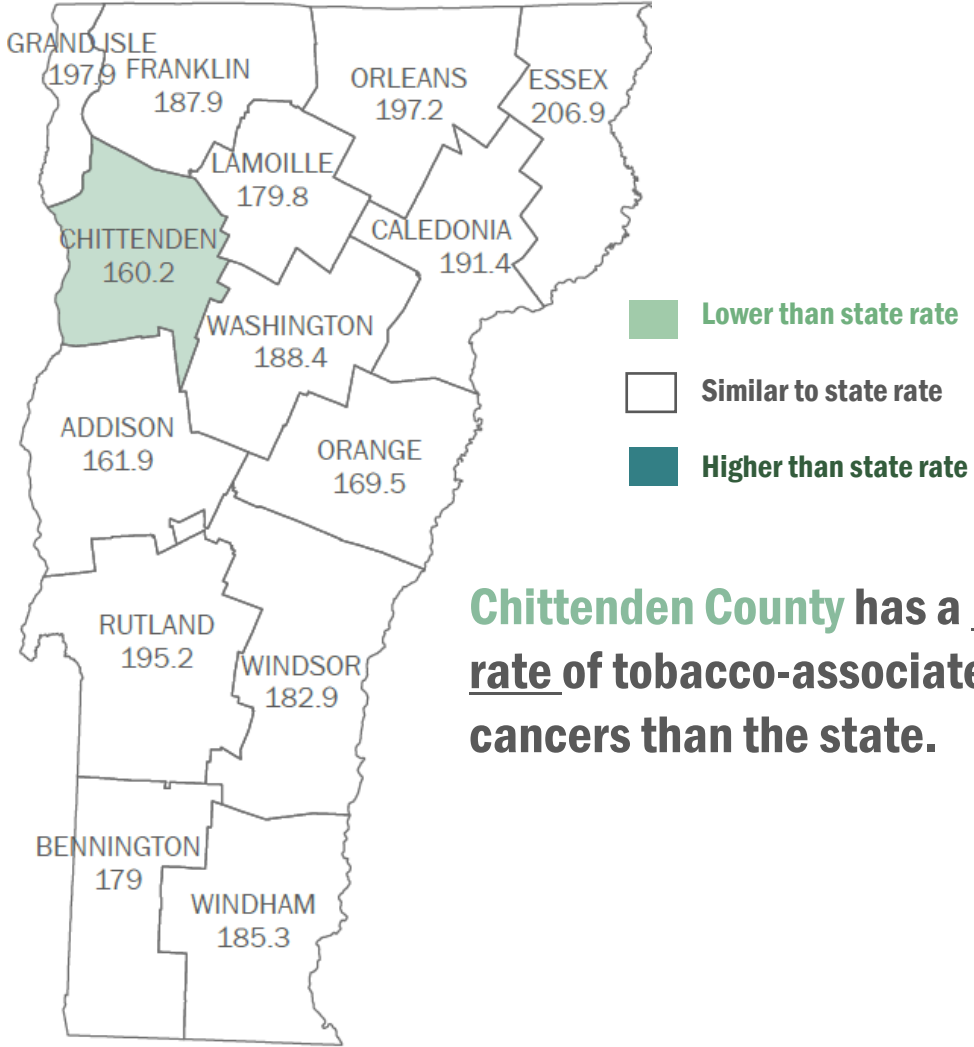 GRAND ISLE
197.9
FRANKLIN
187.9
ORLEANS
197.2
ESSEX
206.9
LAMOILLE
179.8
CHITTENDEN
160.2
CALEDONIA
191.4
WASHINGTON
188.4
ADDISON
161.9
ORANGE
169.5
RUTLAND
195.2
WINDSOR
182.9
BENNINGTON
179
WINDHAM
185.3
Lower than state rate
Similar to state rate
Higher than state rate
Chittenden County has a
rate of tobacco-associate
cancers than the state.